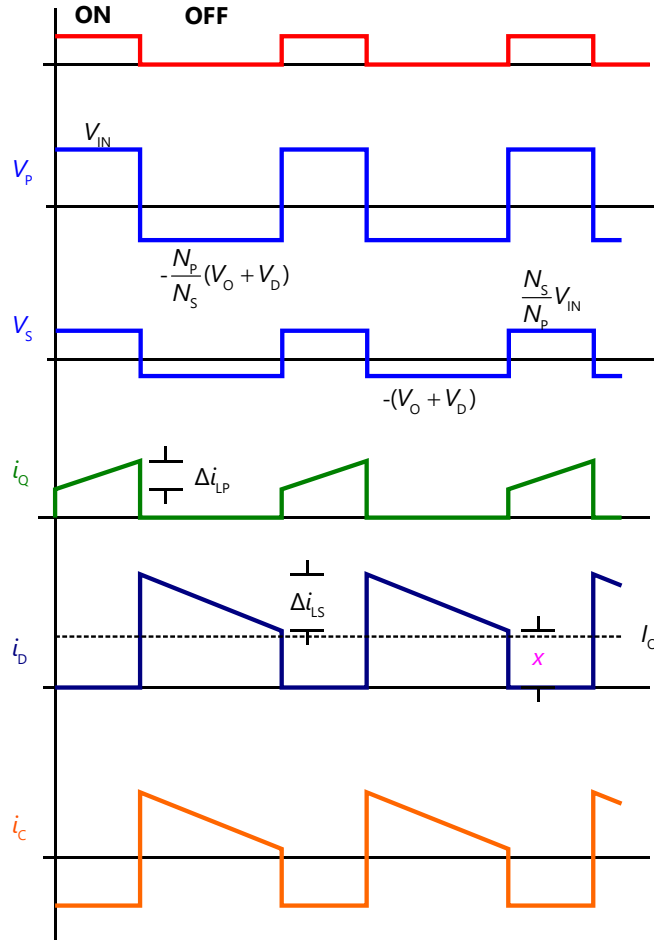 ON OFF
V_IN
V_P
-N_P/N_S (V_O + V_D)
N_S/N_P V_IN
V_S
-(V_O + V_D)
i_Q
Δi_LP
Δi_LS
I_O
i_D
x
i_C